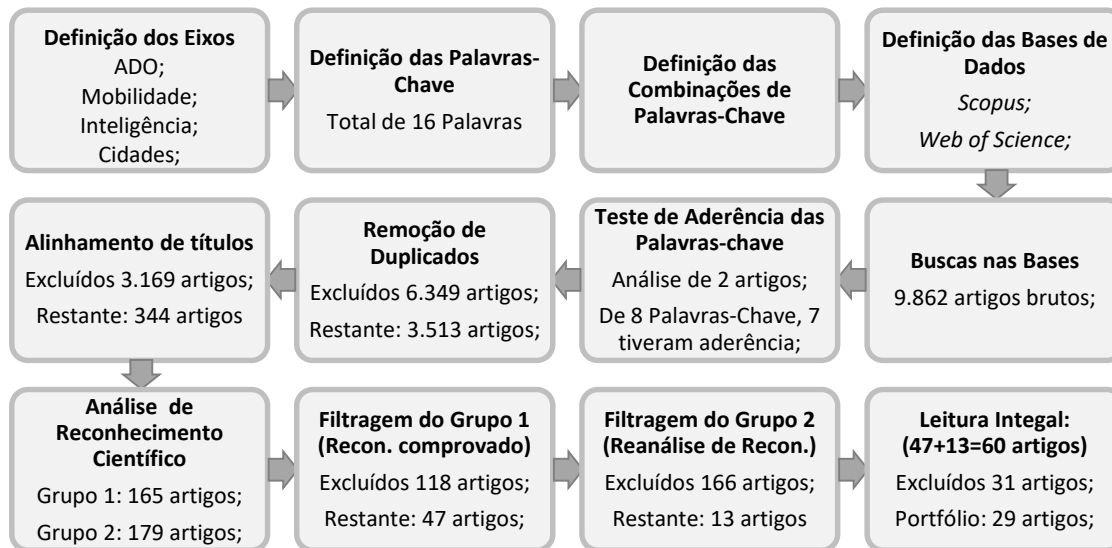 Definição dos Eixos
ADO;
Mobilidade;
Inteligência;
Cidades;
Definição das Palavras-
Chave
Total de 16 Palavras
Definição das
Combinações de
Palavras-Chave
Definição das Bases de
Dados
Scopus;
Web of Science;
Buscas nas Bases
9.862 artigos brutos;
Teste de Aderência das
Palavras-chave
Análise de 2 artigos;
De 8 Palavras-Chave, 7
tiveram aderência;
Remoção de
Duplicados
Excluídos 6.349 artigos;
Restante: 3.513 artigos;
Alinhamento de títulos
Excluídos 3.169 artigos;
Restante: 344 artigos
Análise de
Reconhecimento
Científico
Grupo 1: 165 artigos;
Grupo 2: 179 artigos;
Filtragem do Grupo 1
(Recon. comprovado)
Excluídos 118 artigos;
Restante: 47 artigos;
Filtragem do Grupo 2
(Reanálise de Recon.)
Excluídos 166 artigos;
Restante: 13 artigos
Leitura Integal:
(47+13=60 artigos)
Excluídos 31 artigos;
Portfólio: 29 artigos;